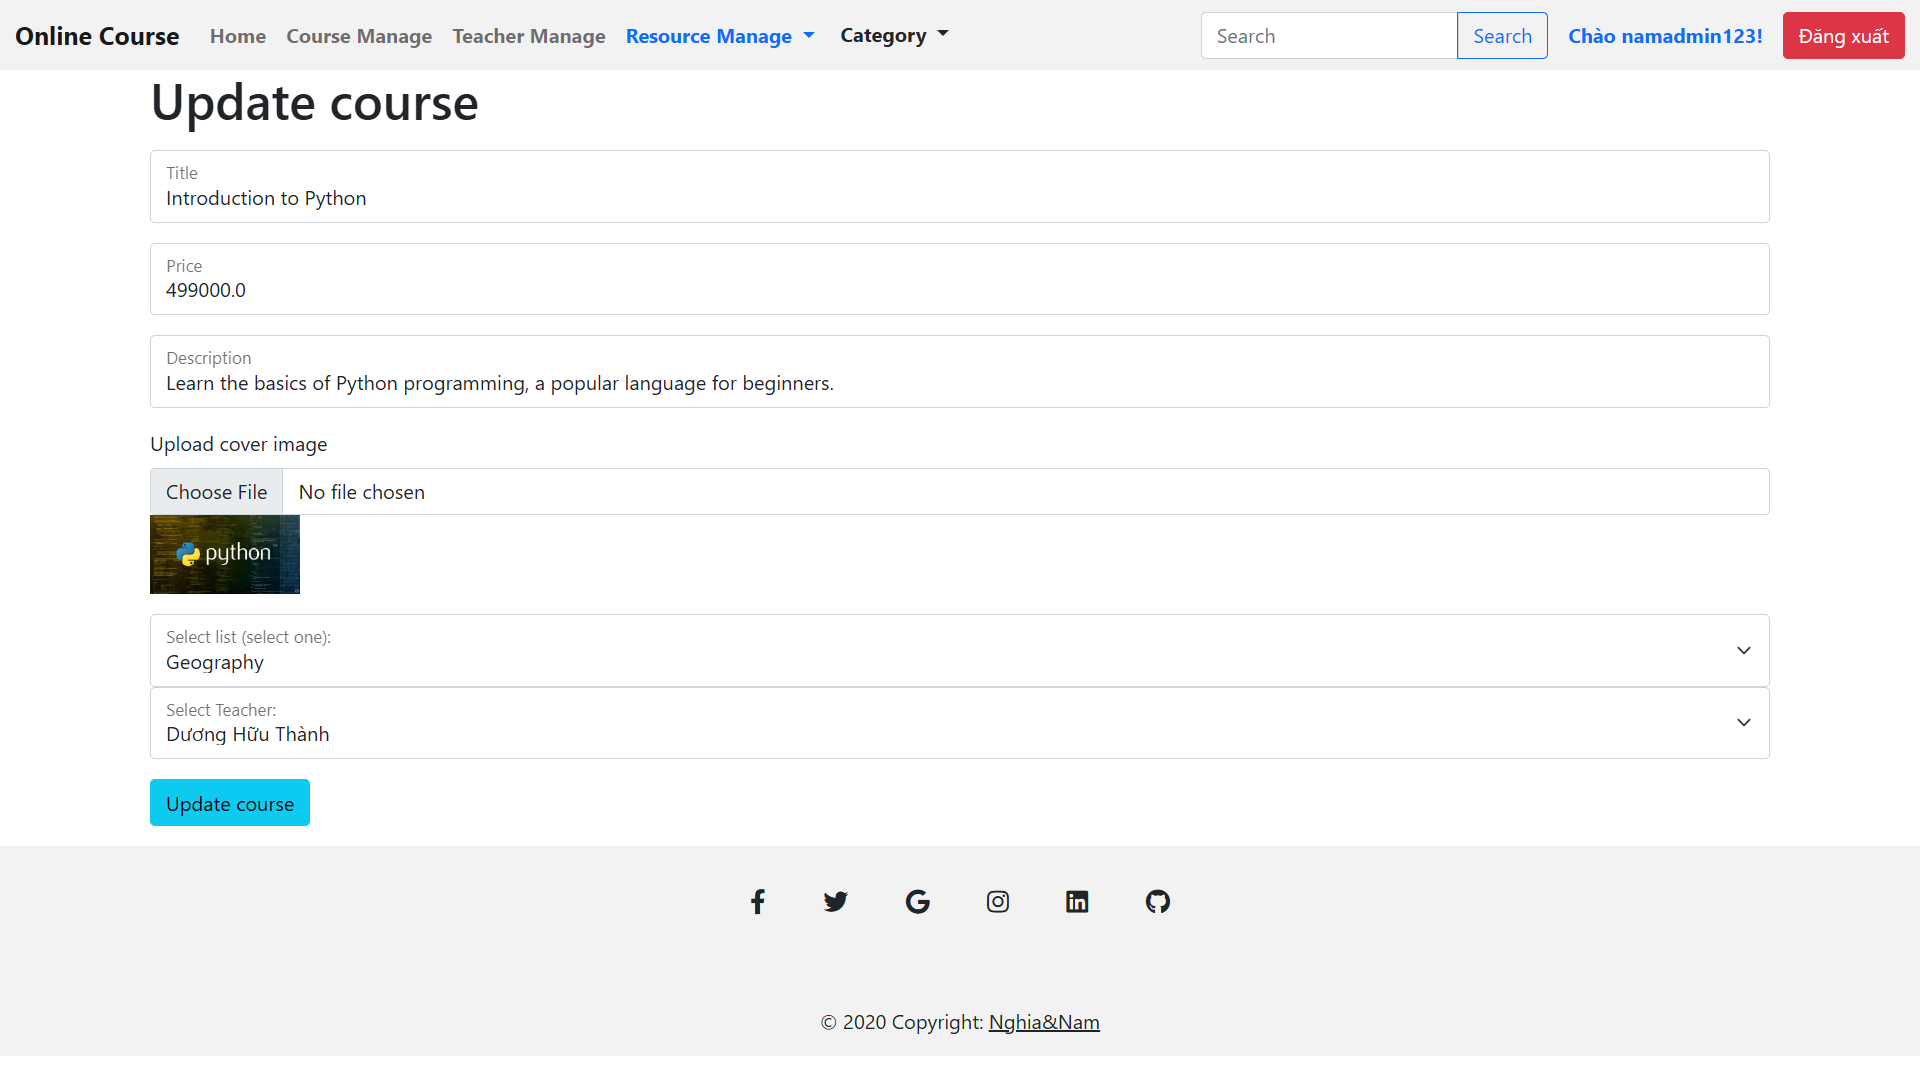 Online Course Home Course Manage Teacher Manage Resource Manage Category Search Search Chào namadmin123! Đăng xuất
Update course
Title
Introduction to Python
Price
499000.0
Description
Learn the basics of Python programming, a popular language for beginners.
Upload cover image
Choose File No file chosen
python
Select list (select one):
Geography
Select Teacher:
Dương Hữu Thành
Update course
© 2020 Copyright: Nghia&Nam